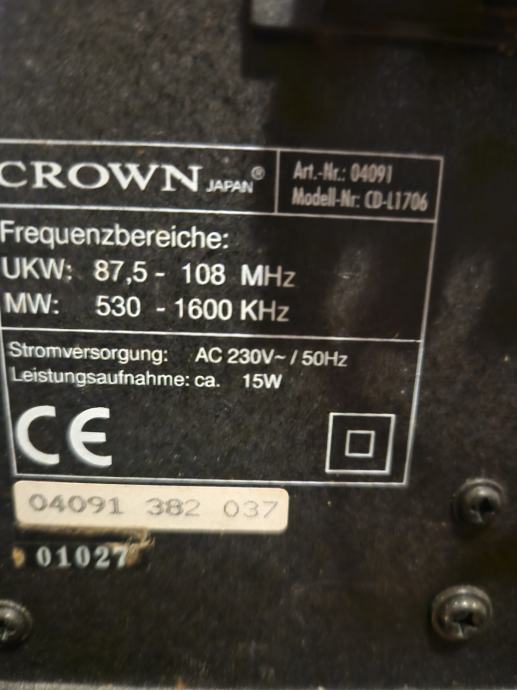 CROWN JAPAN®
Art.-Nr.: 04091
Modell-Nr: CD-L1706
Frequenzbereiche:
UKW: 87,5 - 108 MHz
MW: 530 - 1600 KHz
Stromversorgung: AC 230V~ / 50Hz
Leistungsaufnahme: ca. 15W
CE
04091 382 037
01027